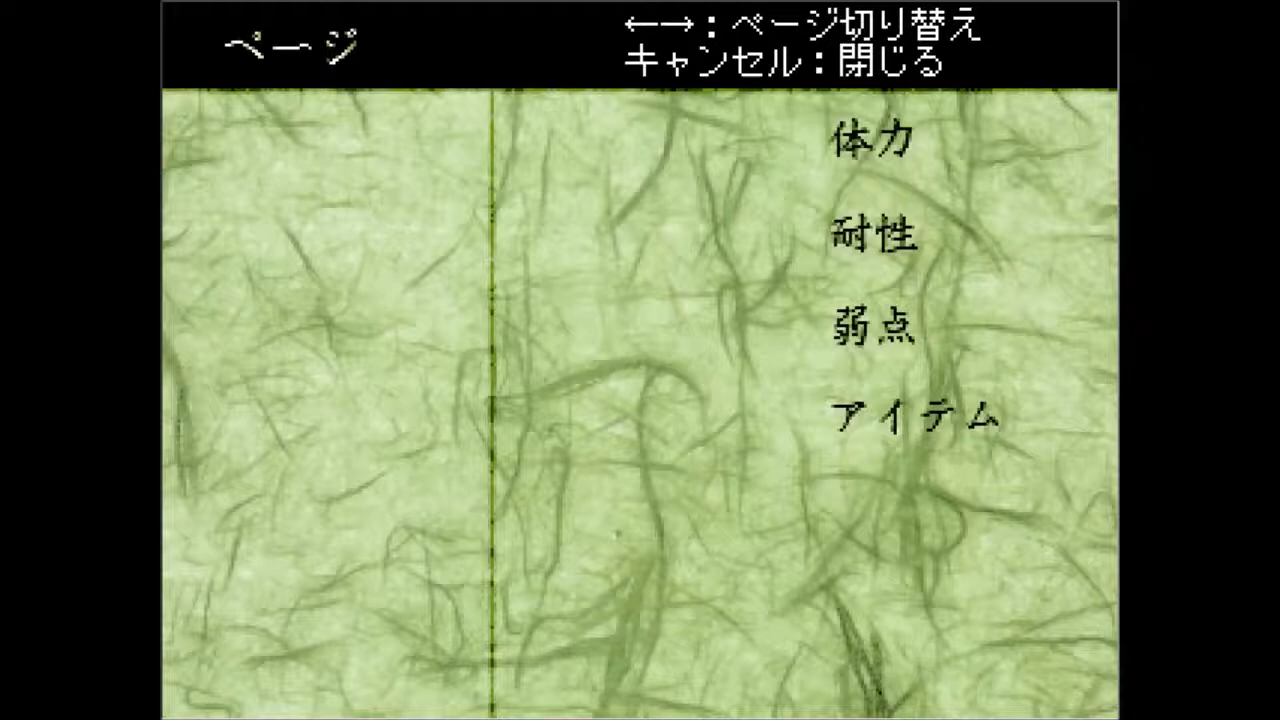 ページ
←→：ページ切り替え
キャンセル：閉じる
体力
耐性
弱点
アイテム